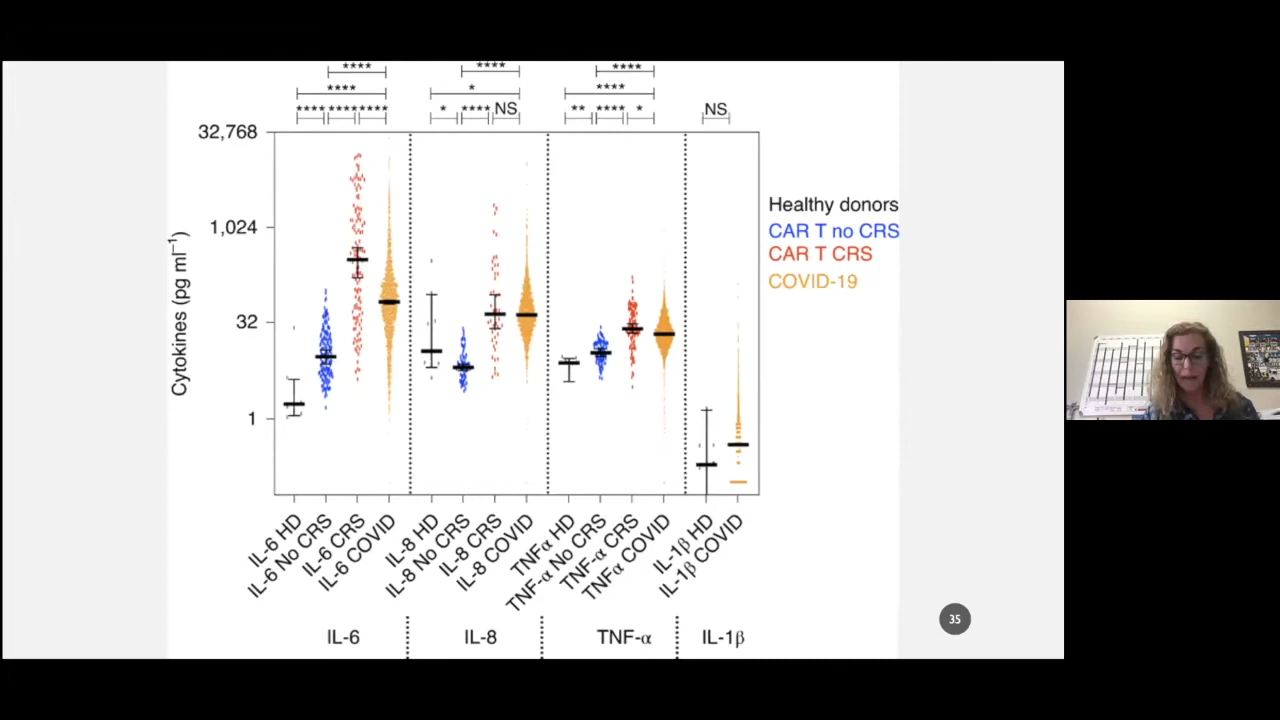 **** **** ****
**** * ****
**** **** **** * **** NS ** **** * NS
32,768
1,024
32
1
Cytokines (pg ml⁻¹)
Healthy donors
CAR T no CRS
CAR T CRS
COVID-19
IL-6 HD
IL-6 No CRS
IL-6 CRS
IL-6 COVID
IL-8 HD
IL-8 No CRS
IL-8 CRS
IL-8 COVID
TNFα HD
TNF-α No CRS
TNF-α CRS
TNFα COVID
IL-1β HD
IL-1β COVID
IL-6 IL-8 TNF-α IL-1β
35